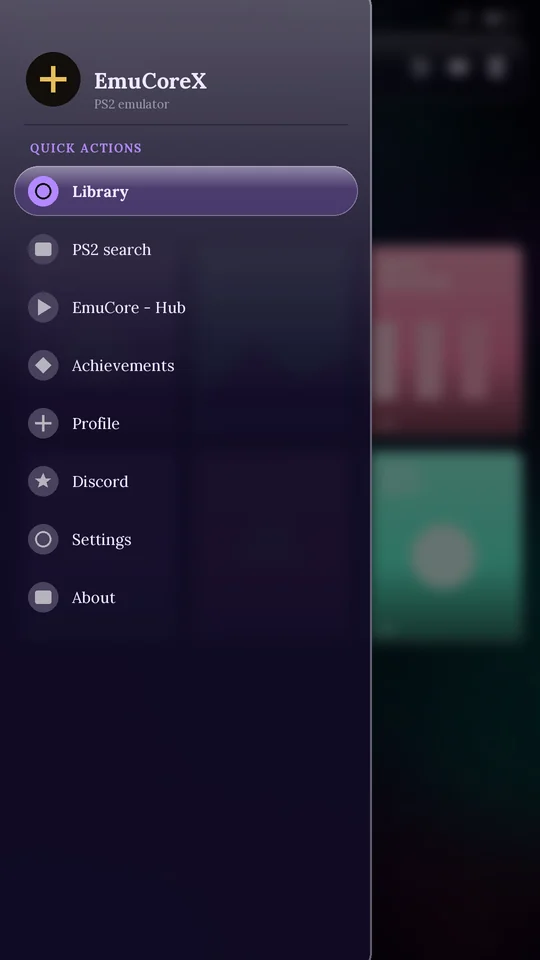 EmuCoreX
PS2 emulator
QUICK ACTIONS
Library
PS2 search
EmuCore - Hub
Achievements
Profile
Discord
Settings
About